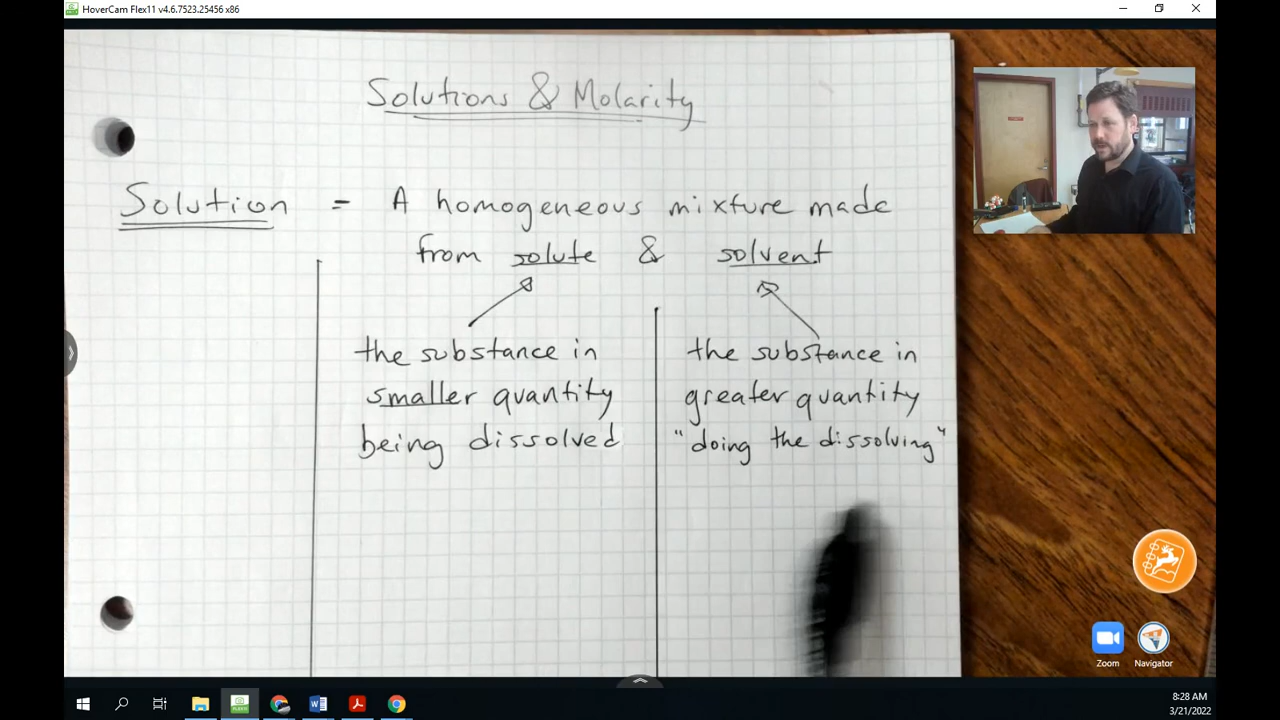 HoverCam Flex11 v4.6.7523.25456 x86
Solutions & Molarity
Solution = A homogeneous mixture made
from solute & solvent
the substance in
smaller quantity
being dissolved
the substance in
greater quantity
"doing the dissolving"
Zoom
Navigator
8:28 AM
3/21/2022